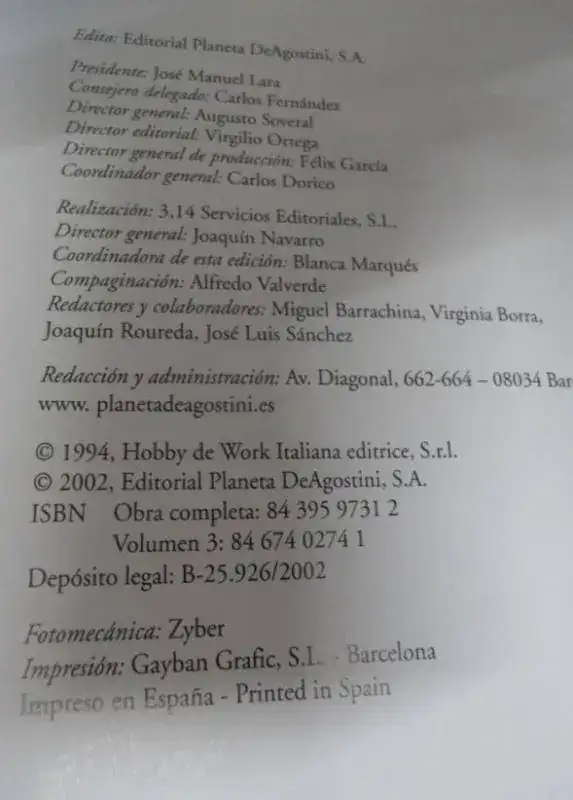 Edita: Editorial Planeta DeAgostini, S.A.
Presidente: José Manuel Lara
Consejero delegado: Carlos Fernández
Director general: Augusto Soveral
Director editorial: Virgilio Ortega
Director general de producción: Félix García
Coordinador general: Carlos Dorico
Realización: 3.14 Servicios Editoriales, S.L.
Director general: Joaquín Navarro
Coordinadora de esta edición: Blanca Marqués
Compaginación: Alfredo Valverde
Redactores y colaboradores: Miguel Barrachina, Virginia Borra,
Joaquín Roureda, José Luis Sánchez
Redacción y administración: Av. Diagonal, 662-664 – 08034 Bar
www. planetadeagostini.es
© 1994, Hobby de Work Italiana editrice, S.r.l.
© 2002, Editorial Planeta DeAgostini, S.A.
ISBN Obra completa: 84 395 9731 2
Volumen 3: 84 674 0274 1
Depósito legal: B-25.926/2002
Fotomecánica: Zyber
Impresión: Gayban Grafic, S.L. - Barcelona
Impreso en España - Printed in Spain